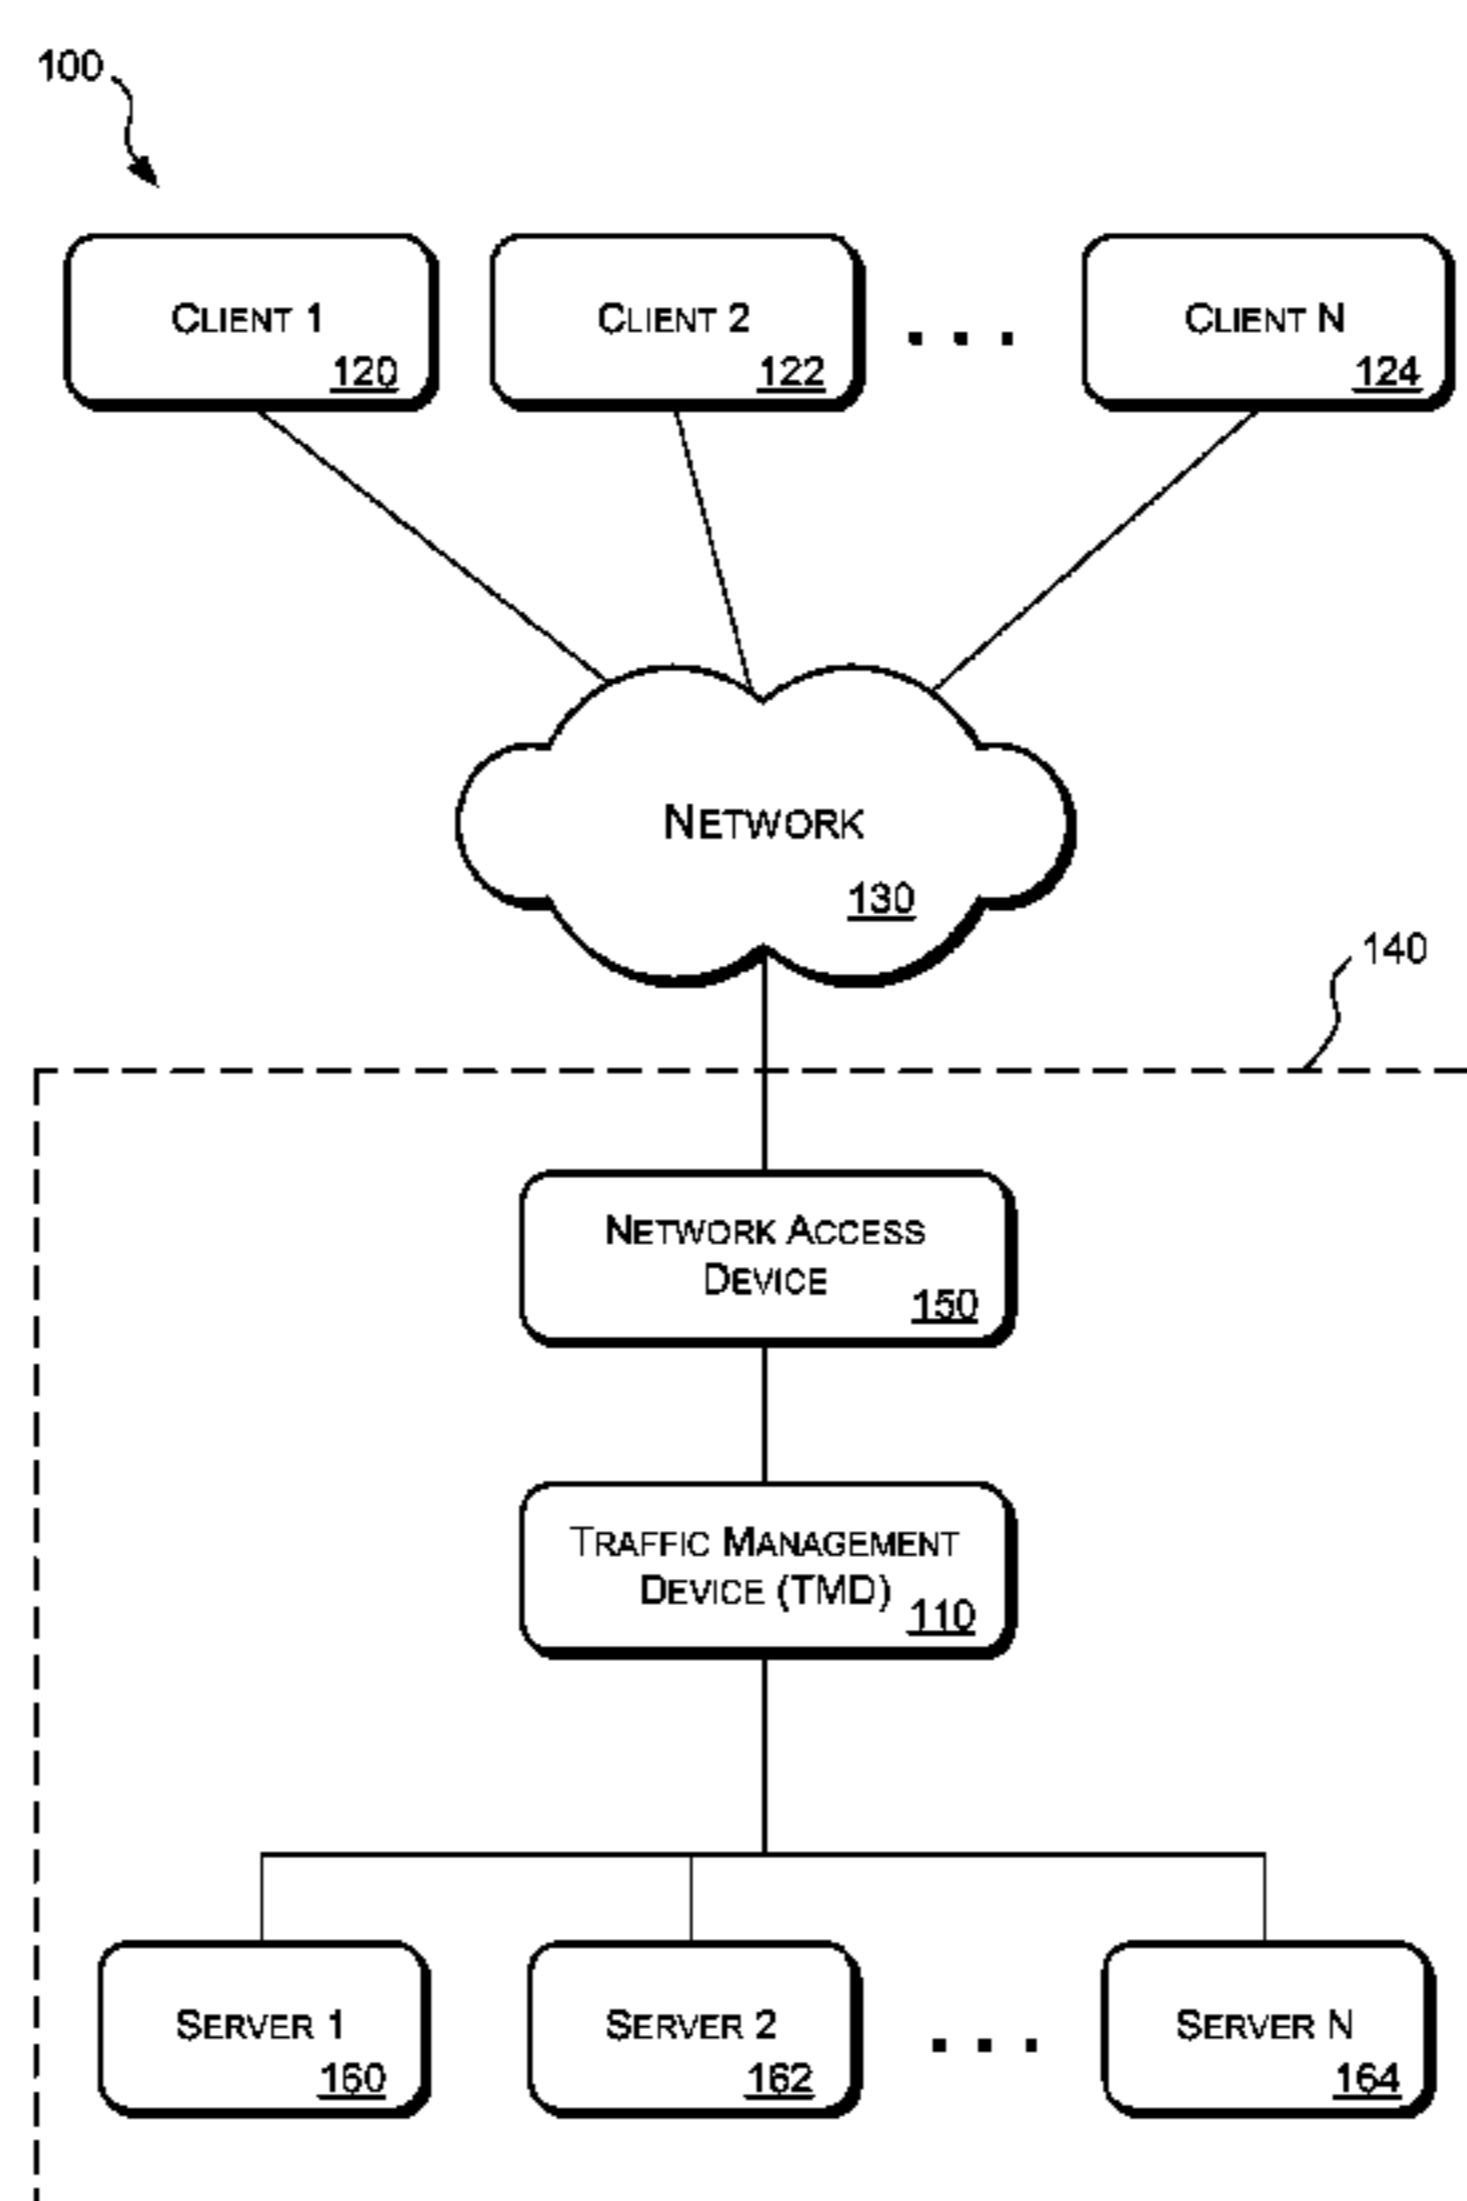 100
CLIENT 1
120
CLIENT 2
122
. . .
CLIENT N
124
NETWORK
130
140
NETWORK ACCESS
DEVICE
150
TRAFFIC MANAGEMENT
DEVICE (TMD)
110
SERVER 1
160
SERVER 2
162
. . .
SERVER N
164